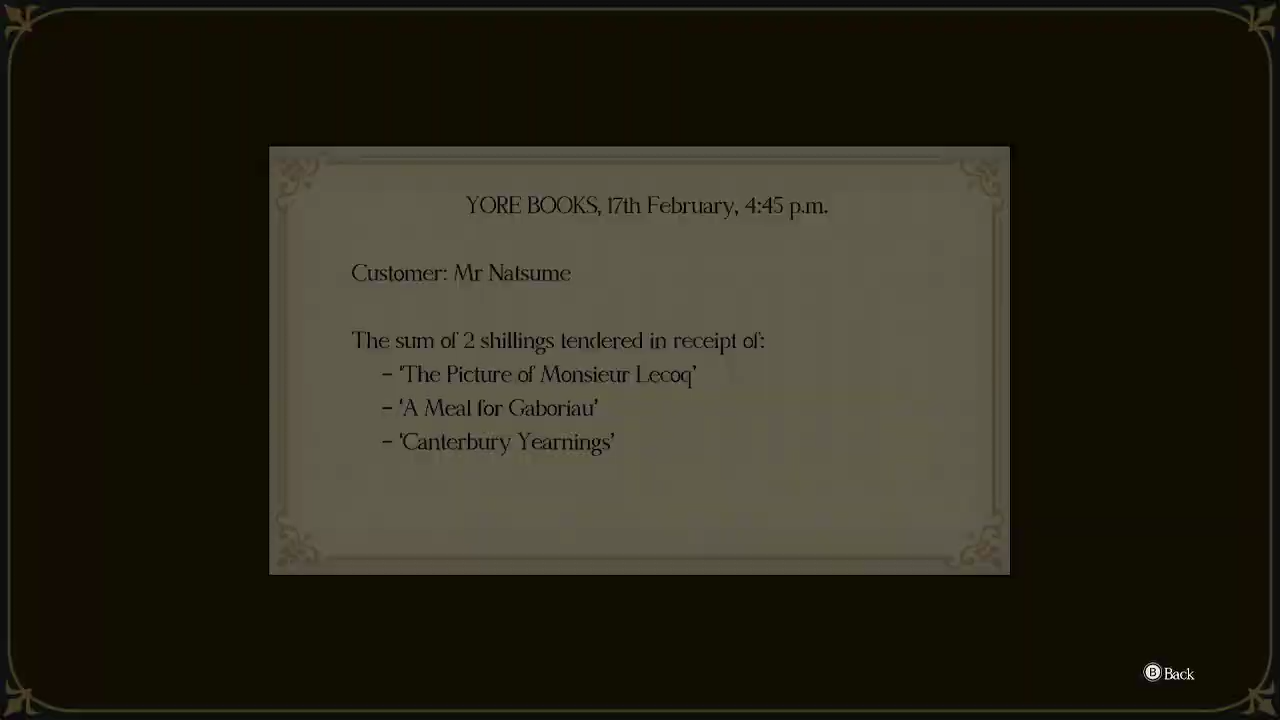 YORE BOOKS, 17th February, 4:45 p.m.
Customer: Mr Natsume
The sum of 2 shillings tendered in receipt of:
– ‘The Picture of Monsieur Lecoq’
– ‘A Meal for Gaboriau’
– ‘Canterbury Yearnings’
B Back